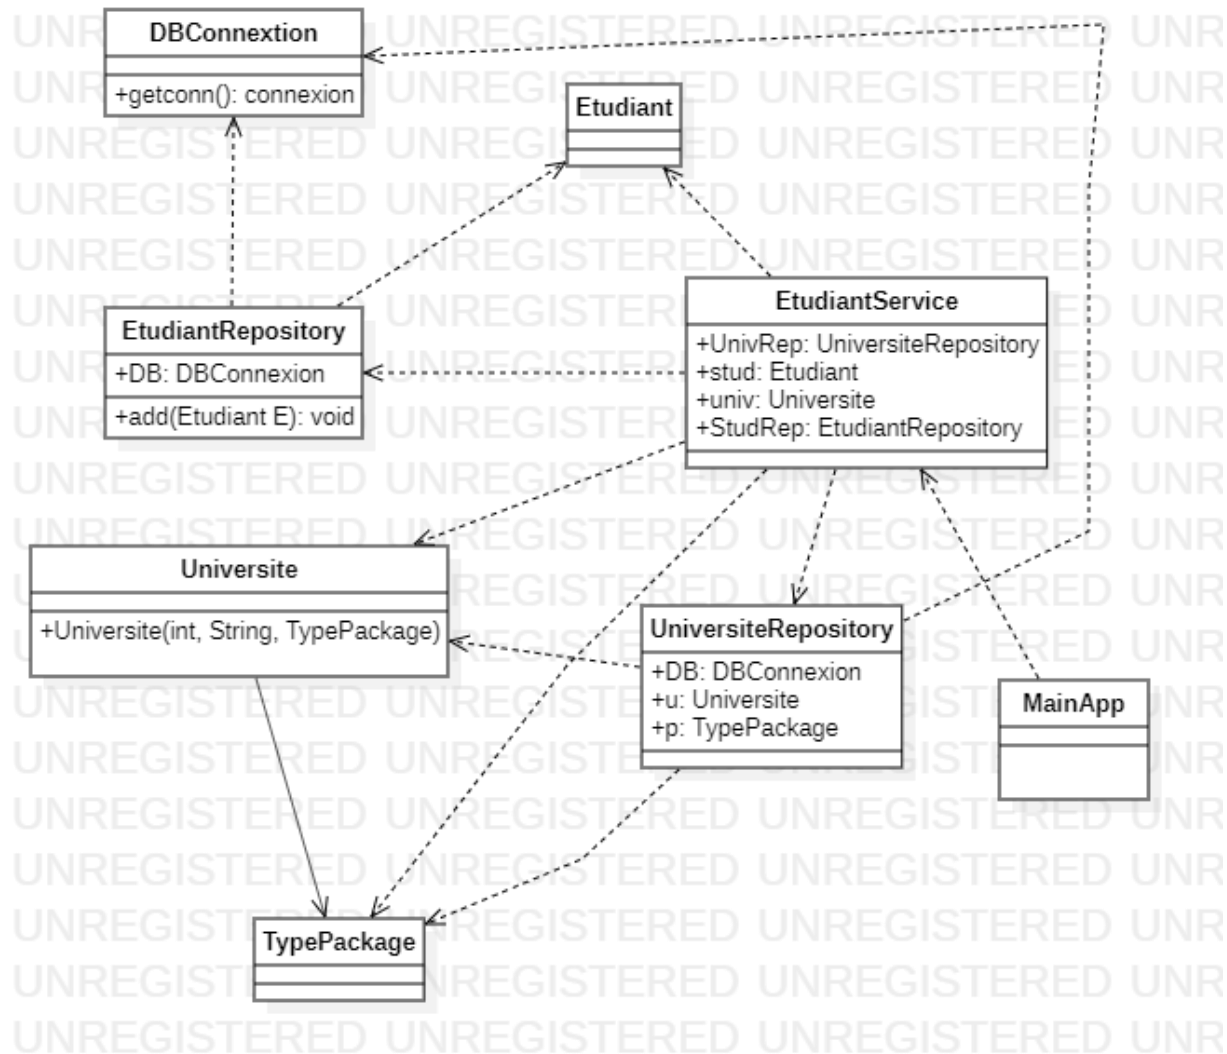 DBConnextion
+getconn(): connexion
Etudiant
EtudiantRepository
+DB: DBConnexion
+add(Etudiant E): void
EtudiantService
+UnivRep: UniversiteRepository
+stud: Etudiant
+univ: Universite
+StudRep: EtudiantRepository
Universite
+Universite(int, String, TypePackage)
UniversiteRepository
+DB: DBConnexion
+u: Universite
+p: TypePackage
MainApp
TypePackage
UNREGISTERED